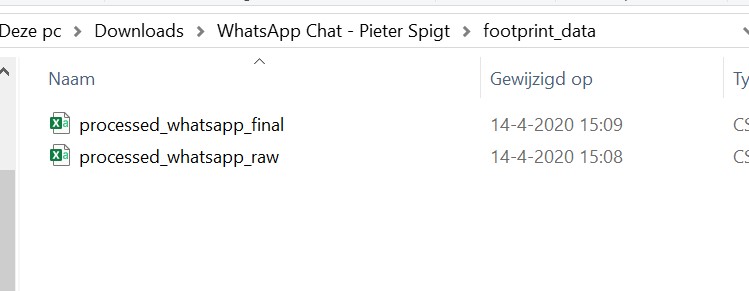 Deze pc > Downloads > WhatsApp Chat - Pieter Spigt > footprint_data
Naam Gewijzigd op Ty
processed_whatsapp_final 14-4-2020 15:09 CS
processed_whatsapp_raw 14-4-2020 15:08 CS